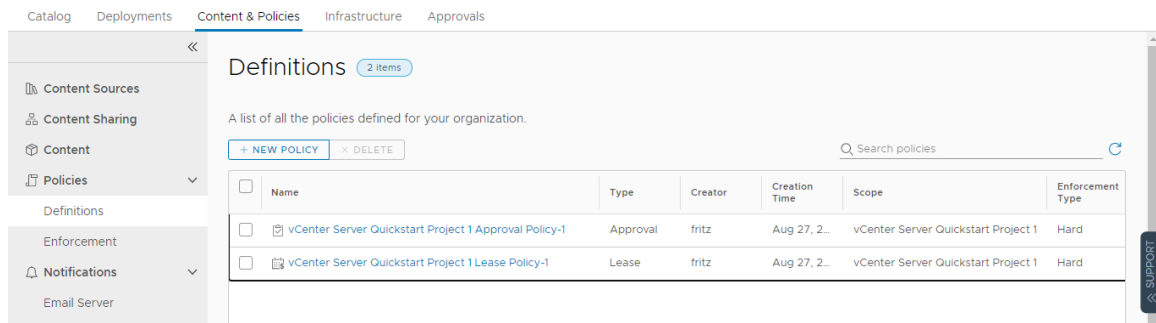 Catalog Deployments Content & Policies Infrastructure Approvals
Content Sources
Content Sharing
Content
Policies
Definitions
Enforcement
Notifications
Email Server
Definitions 2 items
A list of all the policies defined for your organization.
+ NEW POLICY × DELETE Search policies
Name Type Creator Creation Time Scope Enforcement Type
vCenter Server Quickstart Project 1 Approval Policy-1 Approval fritz Aug 27, 2... vCenter Server Quickstart Project 1 Hard
vCenter Server Quickstart Project 1 Lease Policy-1 Lease fritz Aug 27, 2... vCenter Server Quickstart Project 1 Hard
SUPPORT